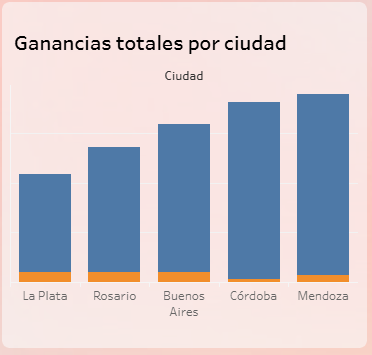 Ganancias totales por ciudad
Ciudad
La Plata Rosario Buenos Aires Córdoba Mendoza